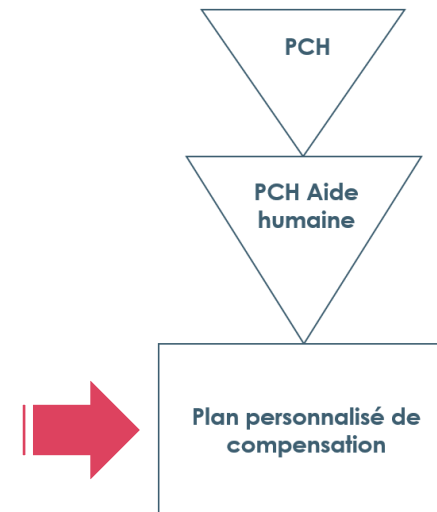 PCH
PCH Aide
humaine
Plan personnalisé de
compensation